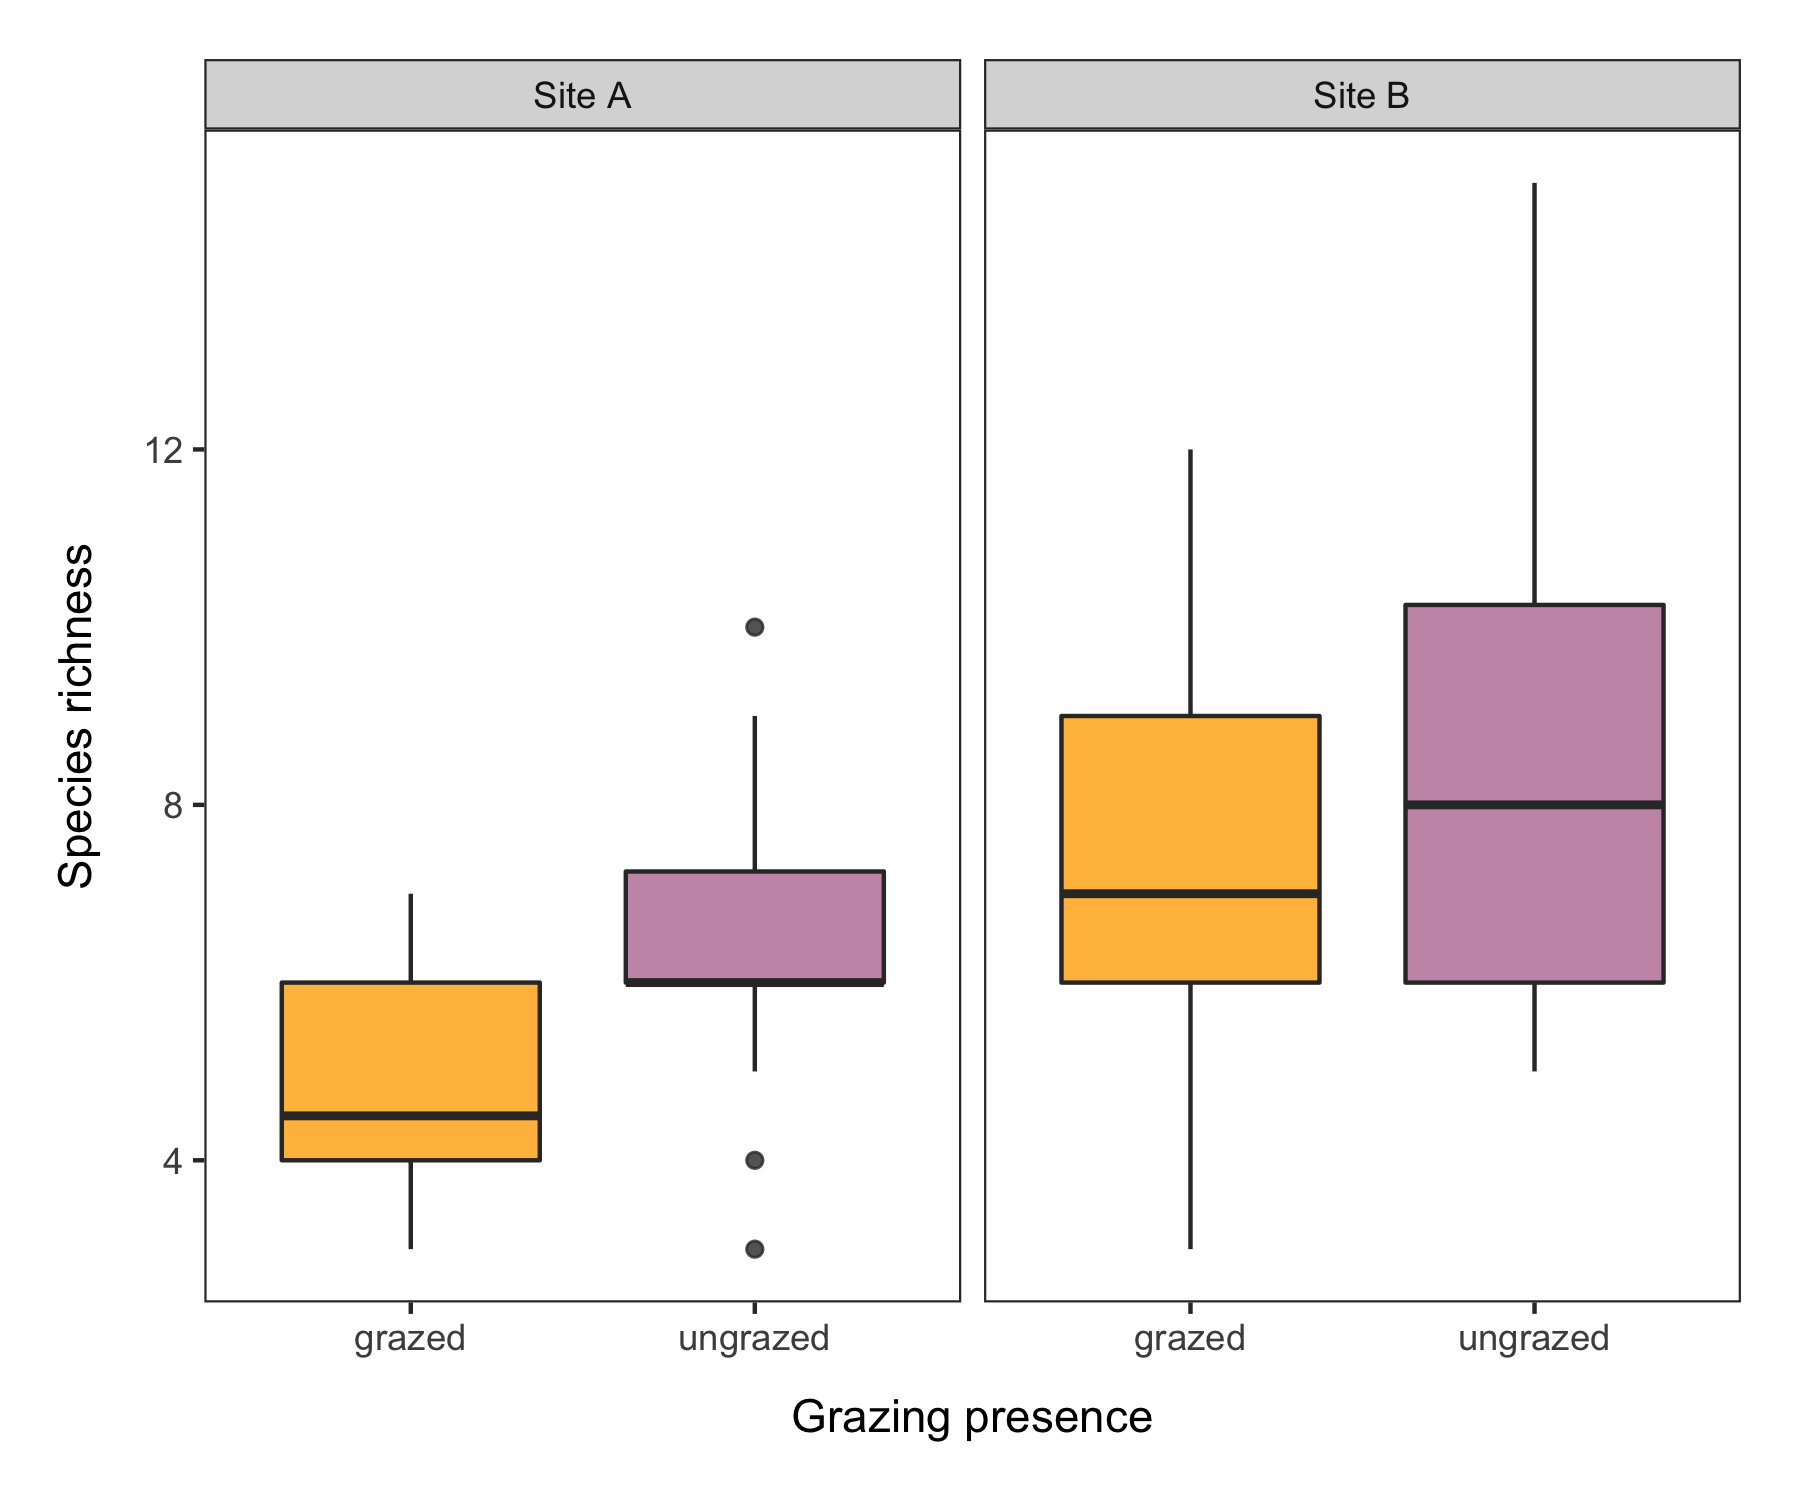 Site A
Site B
12
8
4
Species richness
grazed
ungrazed
grazed
ungrazed
Grazing presence